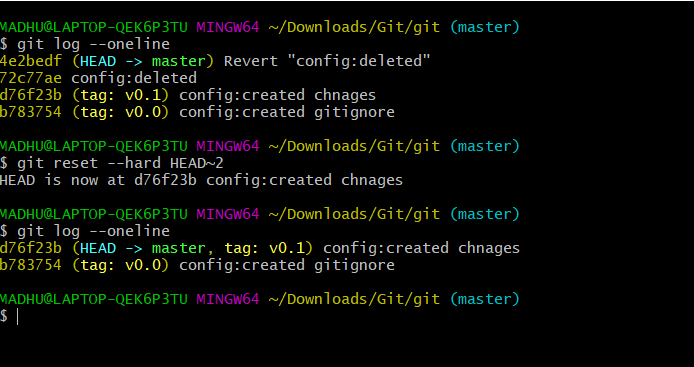 MADHU@LAPTOP-QEK6P3TU MINGW64 ~/Downloads/Git/git (master)
$ git log --oneline
4e2bedf (HEAD -> master) Revert "config:deleted"
72c77ae config:deleted
d76f23b (tag: v0.1) config:created chnages
b783754 (tag: v0.0) config:created gitignore
MADHU@LAPTOP-QEK6P3TU MINGW64 ~/Downloads/Git/git (master)
$ git reset --hard HEAD~2
HEAD is now at d76f23b config:created chnages
MADHU@LAPTOP-QEK6P3TU MINGW64 ~/Downloads/Git/git (master)
$ git log --oneline
d76f23b (HEAD -> master, tag: v0.1) config:created chnages
b783754 (tag: v0.0) config:created gitignore
MADHU@LAPTOP-QEK6P3TU MINGW64 ~/Downloads/Git/git (master)
$